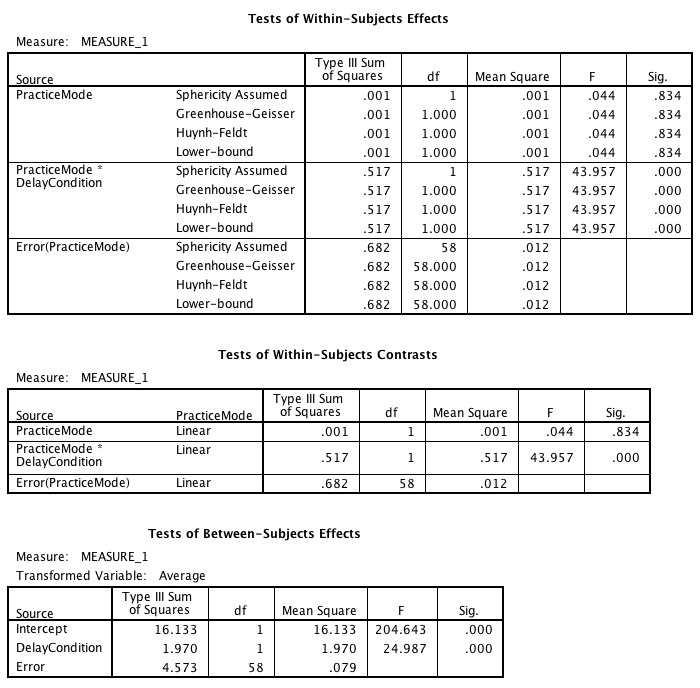 Tests of Within-Subjects Effects
Measure: MEASURE_1
Source Type III Sum of Squares df Mean Square F Sig.
PracticeMode Sphericity Assumed .001 1 .001 .044 .834
Greenhouse-Geisser .001 1.000 .001 .044 .834
Huynh-Feldt .001 1.000 .001 .044 .834
Lower-bound .001 1.000 .001 .044 .834
PracticeMode * DelayCondition Sphericity Assumed .517 1 .517 43.957 .000
Greenhouse-Geisser .517 1.000 .517 43.957 .000
Huynh-Feldt .517 1.000 .517 43.957 .000
Lower-bound .517 1.000 .517 43.957 .000
Error(PracticeMode) Sphericity Assumed .682 58 .012
Greenhouse-Geisser .682 58.000 .012
Huynh-Feldt .682 58.000 .012
Lower-bound .682 58.000 .012
Tests of Within-Subjects Contrasts
Measure: MEASURE_1
Source PracticeMode Type III Sum of Squares df Mean Square F Sig.
PracticeMode Linear .001 1 .001 .044 .834
PracticeMode * DelayCondition Linear .517 1 .517 43.957 .000
Error(PracticeMode) Linear .682 58 .012
Tests of Between-Subjects Effects
Measure: MEASURE_1
Transformed Variable: Average
Source Type III Sum of Squares df Mean Square F Sig.
Intercept 16.133 1 16.133 204.643 .000
DelayCondition 1.970 1 1.970 24.987 .000
Error 4.573 58 .079